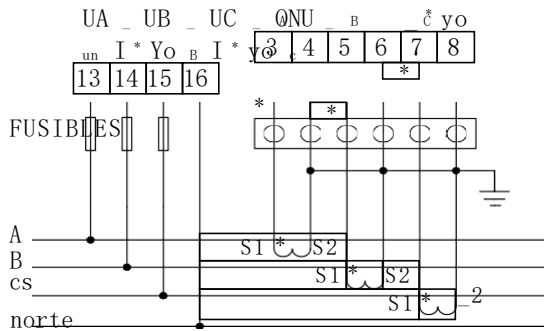 UA _ UB _ UC _ QNU _ B _ C * yo
un I * Yo B I * yo c
3 4 5 6 7 8
13 14 15 16
*
* *
FUSIBLES
A
S1 * S2
B
S1 * S2
cs
S1 * _2
norte